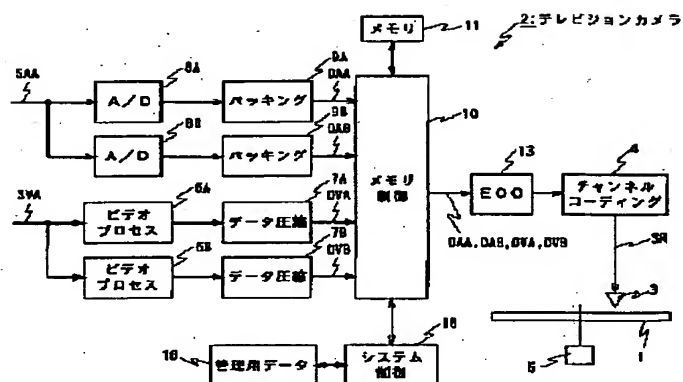 メモリ
11
2:テレビジョンカメラ
SAA
8A
A/D
9A
パッキング
DAA
10
8B
A/D
9B
パッキング
DAB
メモリ
制御
13
ECC
4
チャンネル
コーディング
SVA
6A
ビデオ
プロセス
7A
データ圧縮
DVA
DAA,DAB,DVA,DVB
SR
6B
ビデオ
プロセス
7B
データ圧縮
DVB
3
16
管理用データ
15
システム
制御
5
1